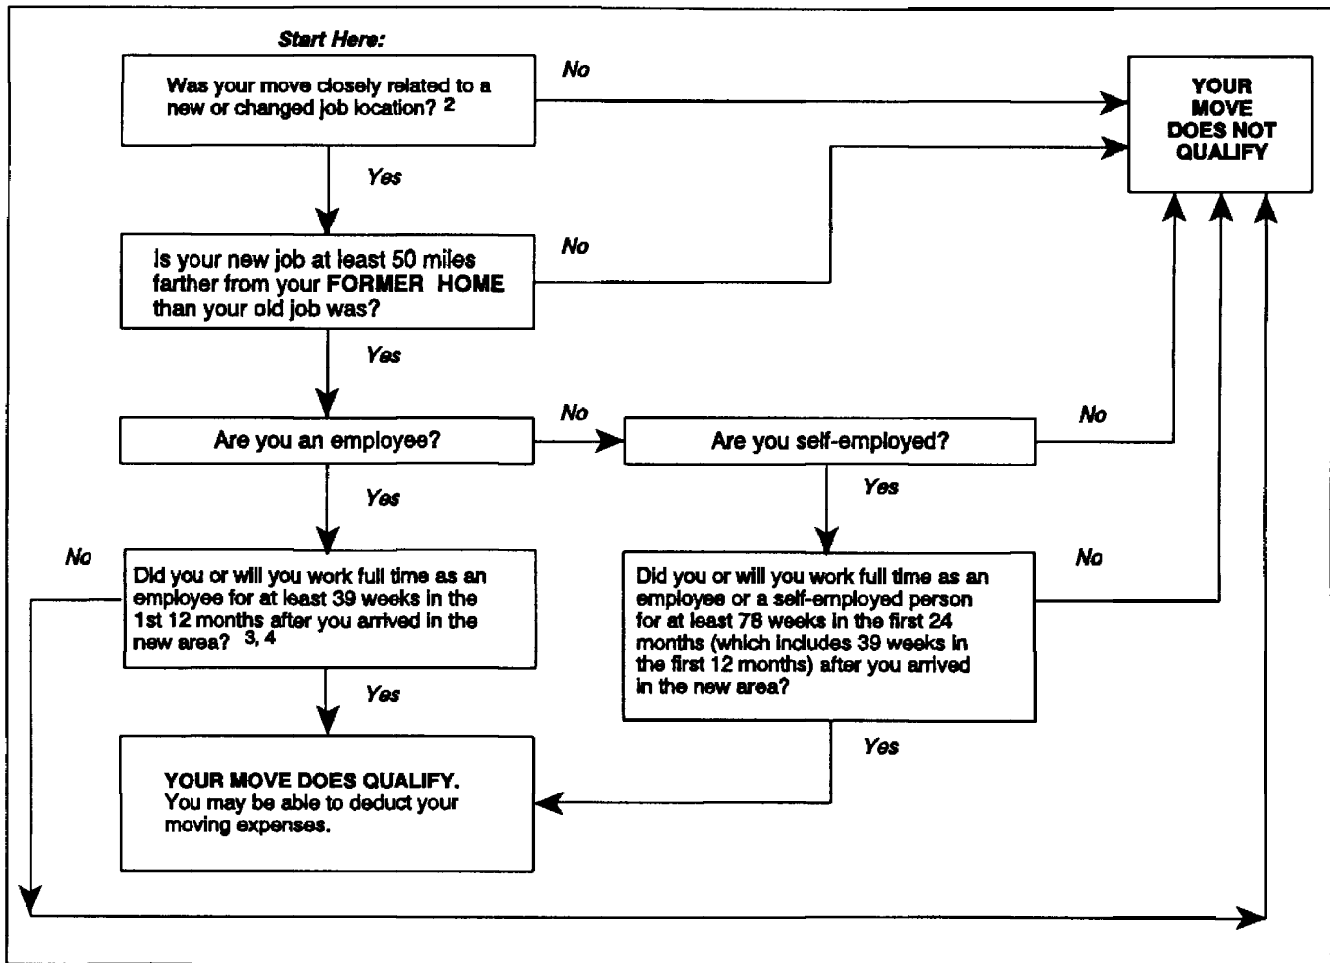 Start Here:
Was your move closely related to a
new or changed job location? 2
No
YOUR
MOVE
DOES NOT
QUALIFY
Yes
Is your new job at least 50 miles
farther from your FORMER HOME
than your old job was?
No
Yes
Are you an employee?
No
Are you self-employed?
No
Yes
Yes
No
Did you or will you work full time as an
employee for at least 39 weeks in the
1st 12 months after you arrived in the
new area? 3, 4
Did you or will you work full time as an
employee or a self-employed person
for at least 78 weeks in the first 24
months (which includes 39 weeks in
the first 12 months) after you arrived
in the new area?
No
Yes
Yes
YOUR MOVE DOES QUALIFY.
You may be able to deduct your
moving expenses.